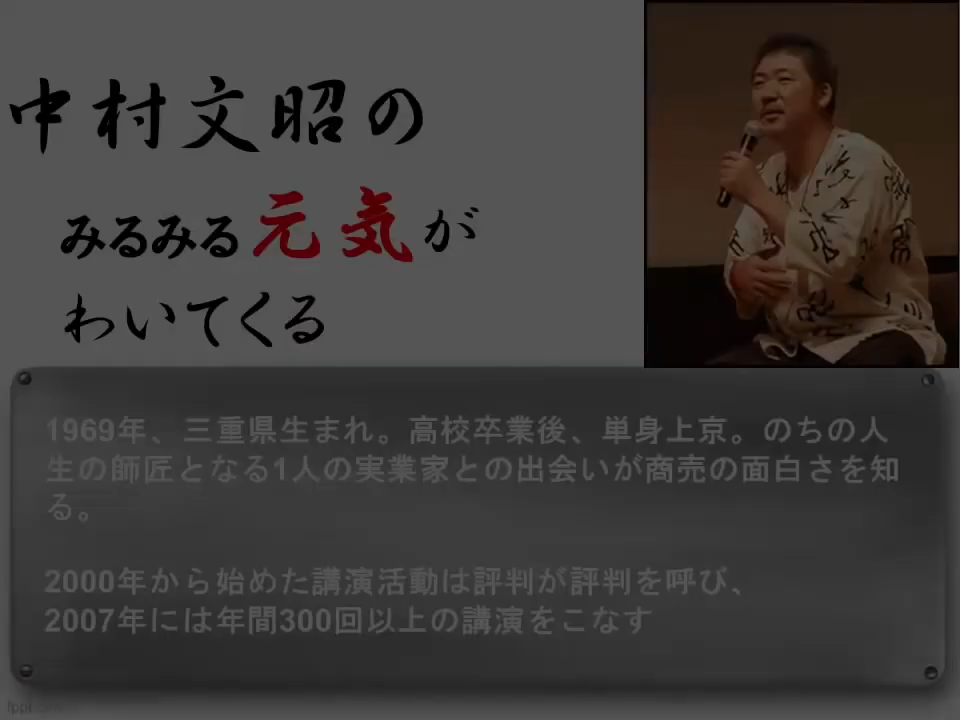 中村文昭の
みるみる元気が
わいてくる
1969年、三重県生まれ。高校卒業後、単身上京。のちの人
生の師匠となる1人の実業家との出会いが商売の面白さを知
る。
2000年から始めた講演活動は評判が評判を呼び、
2007年には年間300回以上の講演をこなす